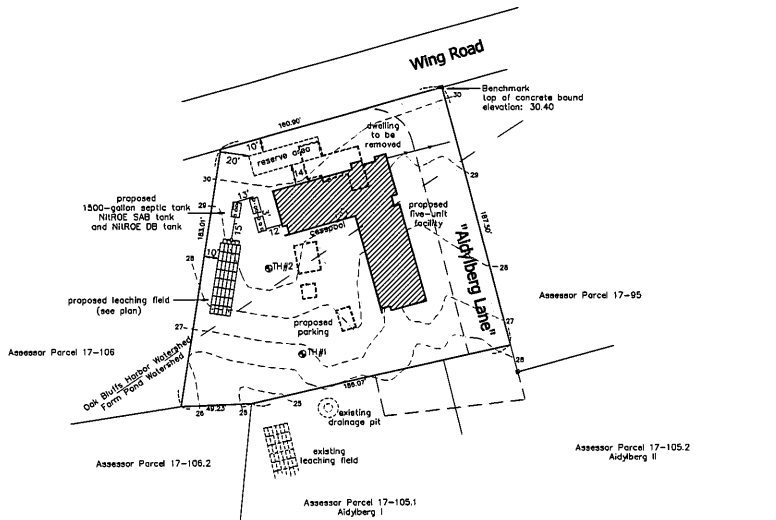 Wing Road
Benchmark
top of concrete bound
elevation: 30.40
30
160.90'
dwelling
to be
removed
10'
20'
reserve area
14'
30
29
13'
proposed
1500-gallon septic tank
NitROE SAB tank
and NitROE DB tank
29
183.01'
15'
12'
cesspool
proposed
five-unit
facility
187.50'
"Aidylberg Lane"
28
10'
TH#2
28
Assessor Parcel 17-95
proposed leaching field
(see plan)
proposed
parking
27
27
Assessor Parcel 17-106
Oak Bluffs Harbor Watershed
Farm Pond Watershed
TH#1
186.07'
26
49.23
25
25
existing
drainage pit
existing
leaching field
Assessor Parcel 17-106.2
Assessor Parcel 17-105.2
Aidylberg II
Assessor Parcel 17-105.1
Aidylberg I